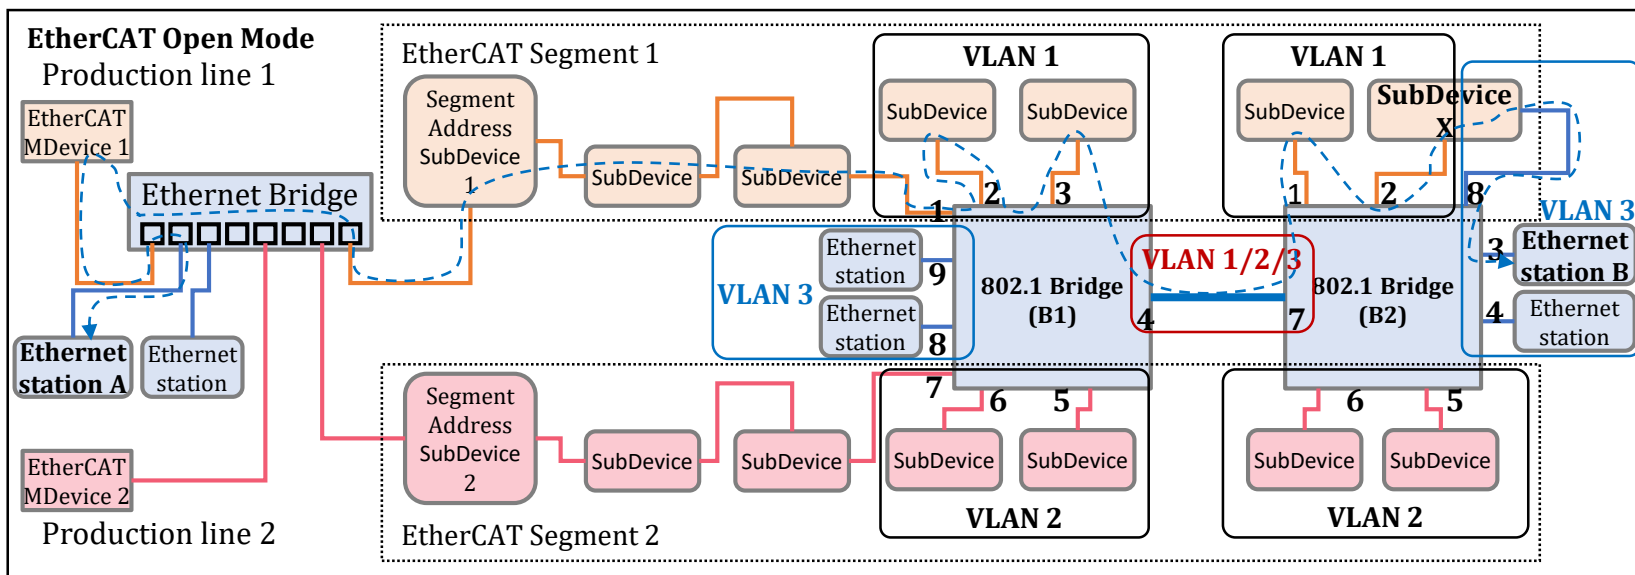 EtherCAT Open Mode
Production line 1
EtherCAT
MDevice 1
Ethernet Bridge
Ethernet
station A
Ethernet
station
EtherCAT
MDevice 2
Production line 2
EtherCAT Segment 1
Segment
Address
SubDevice
1
SubDevice
SubDevice
VLAN 1
SubDevice
SubDevice
VLAN 1
SubDevice
SubDevice
X
1
2
3
1
2
8
VLAN 3
Ethernet
station
9
Ethernet
station
8
VLAN 3
802.1 Bridge
(B1)
4
VLAN 1/2/3
7
802.1 Bridge
(B2)
3
Ethernet
station B
4
Ethernet
station
VLAN 3
Segment
Address
SubDevice
2
SubDevice
SubDevice
7
6
5
SubDevice
SubDevice
VLAN 2
6
5
SubDevice
SubDevice
VLAN 2
EtherCAT Segment 2